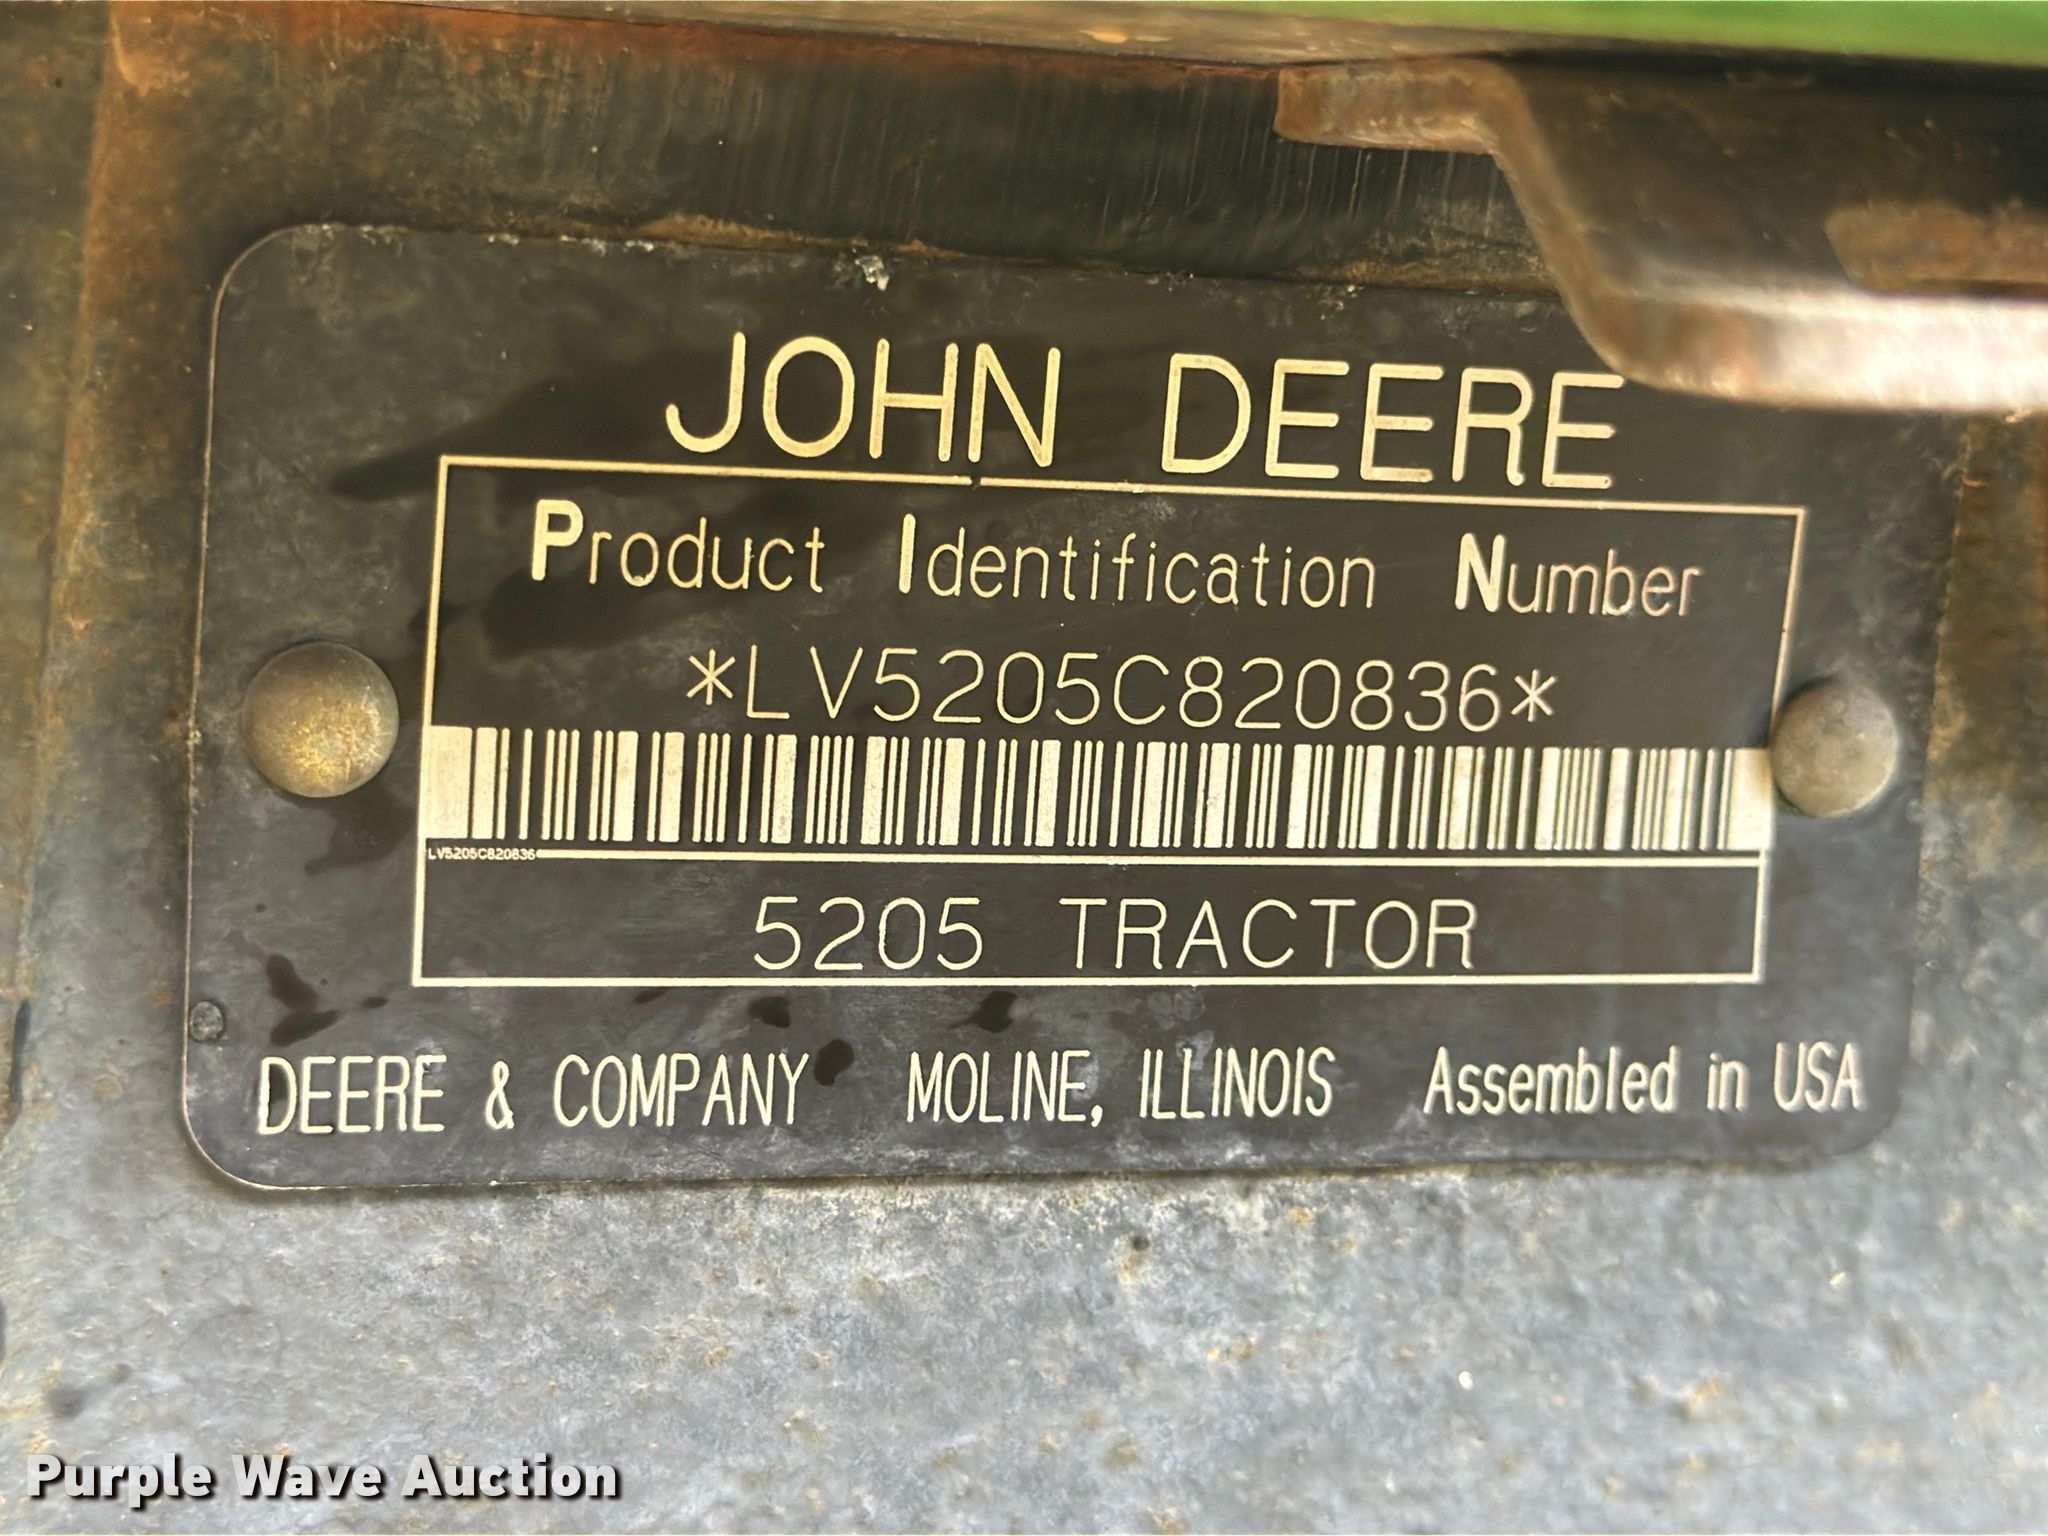 JOHN DEERE
Product Identification Number
*LV5205C820836*
LV5205C820836
5205 TRACTOR
DEERE & COMPANY MOLINE, ILLINOIS Assembled in USA
Purple Wave Auction